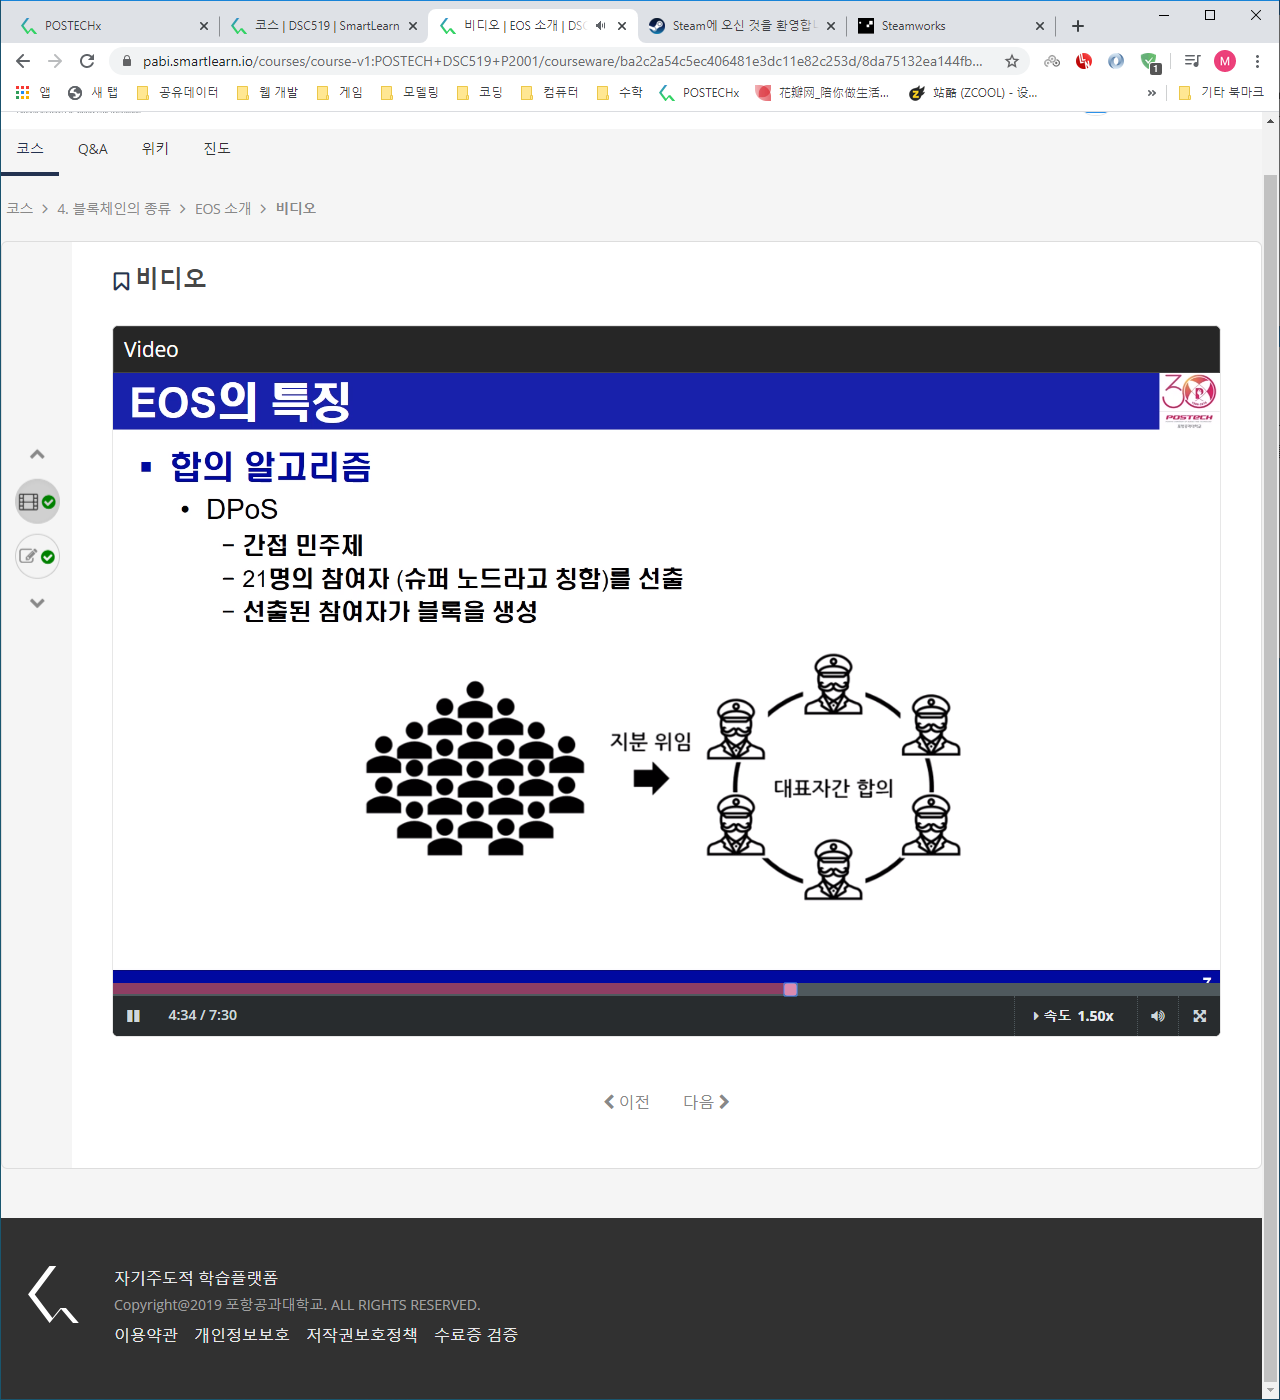 POSTECHx
코스 | DSC519 | SmartLearn
비디오 | EOS 소개 | DSC
Steam에 오신 것을 환영합니
Steamworks
pabi.smartlearn.io/courses/course-v1:POSTECH+DSC519+P2001/courseware/ba2c2a54c5ec406481e3dc11e82c253d/8da75132ea144fb...
1
M
앱
새 탭
공유데이터
웹 개발
게임
모델링
코딩
컴퓨터
수학
POSTECHx
花瓣网_陪你做生活...
站酷 (ZCOOL) - 设...
»
기타 북마크
코스
Q&A
위키
진도
코스 > 4. 블록체인의 종류 > EOS 소개 > 비디오
비디오
Video
EOS의 특징
30
POSTECH
▪ 합의 알고리즘
• DPoS
− 간접 민주제
− 21명의 참여자 (슈퍼 노드라고 칭함)를 선출
− 선출된 참여자가 블록을 생성
지분 위임
대표자간 합의
7
4:34 / 7:30
속도 1.50x
이전
다음
자기주도적 학습플랫폼
Copyright@2019 포항공과대학교. ALL RIGHTS RESERVED.
이용약관 개인정보보호 저작권보호정책 수료증 검증